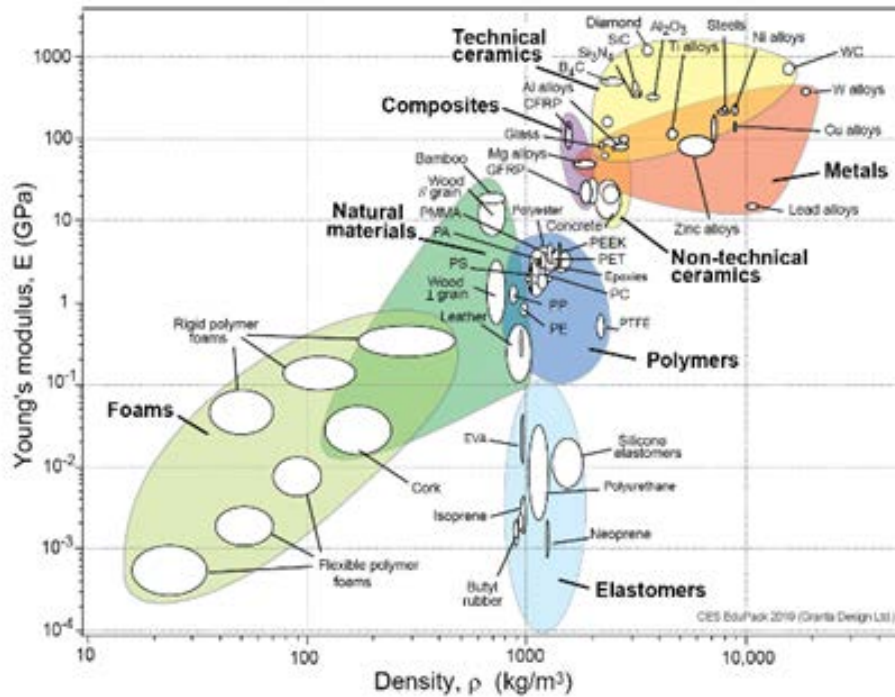 Young's modulus, E (GPa)
1000
100
10
1
10⁻¹
10⁻²
10⁻³
10⁻⁴
10
100
1000
10,000
Density, ρ (kg/m³)
Technical
ceramics
Diamond
SiC
Si₃N₄
B₄C
Al₂O₃
Ti alloys
Steels
Ni alloys
WC
W alloys
Cu alloys
Metals
Lead alloys
Zinc alloys
Non-technical
ceramics
Composites
Al alloys
CFRP
Glass
Mg alloys
GFRP
Concrete
Natural
materials
Bamboo
Wood
// grain
PMMA
PA
PS
Wood
⊥ grain
Leather
Polyester
PEEK
PET
Epoxies
PC
PP
PE
PTFE
Polymers
Rigid polymer
foams
Foams
Cork
Flexible polymer
foams
EVA
Silicone
elastomers
Polyurethane
Isoprene
Neoprene
Butyl
rubber
Elastomers
CES EduPack 2019 (Granta Design Ltd.)